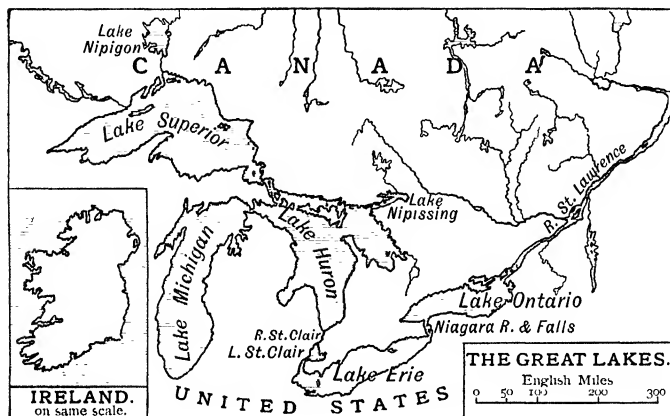 Lake
Nipigon
CANADA
Lake Superior
Lake
Nipissing
R. St. Lawrence
Lake Michigan
Lake Huron
Lake Ontario
Niagara R. & Falls
R. St. Clair
L. St. Clair
Lake Erie
UNITED STATES
IRELAND.
on same scale.
THE GREAT LAKES.
English Miles
0 50 100 200 300